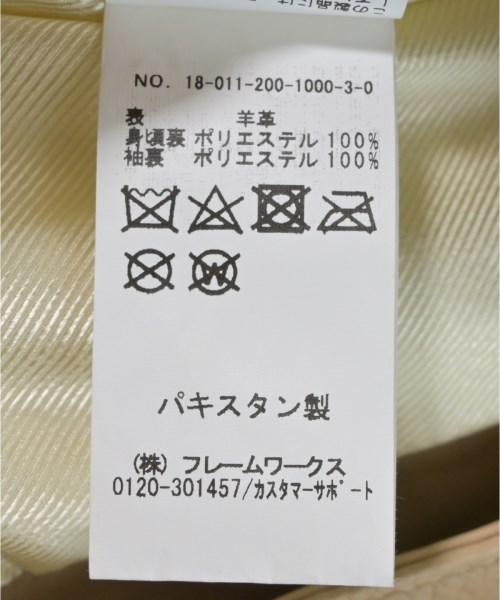 NO. 18-011-200-1000-3-0
表 羊革
身頃裏 ポリエステル 100%
袖裏 ポリエステル 100%
W
パキスタン製
(株) フレームワークス
0120-301457/カスタマーサポート